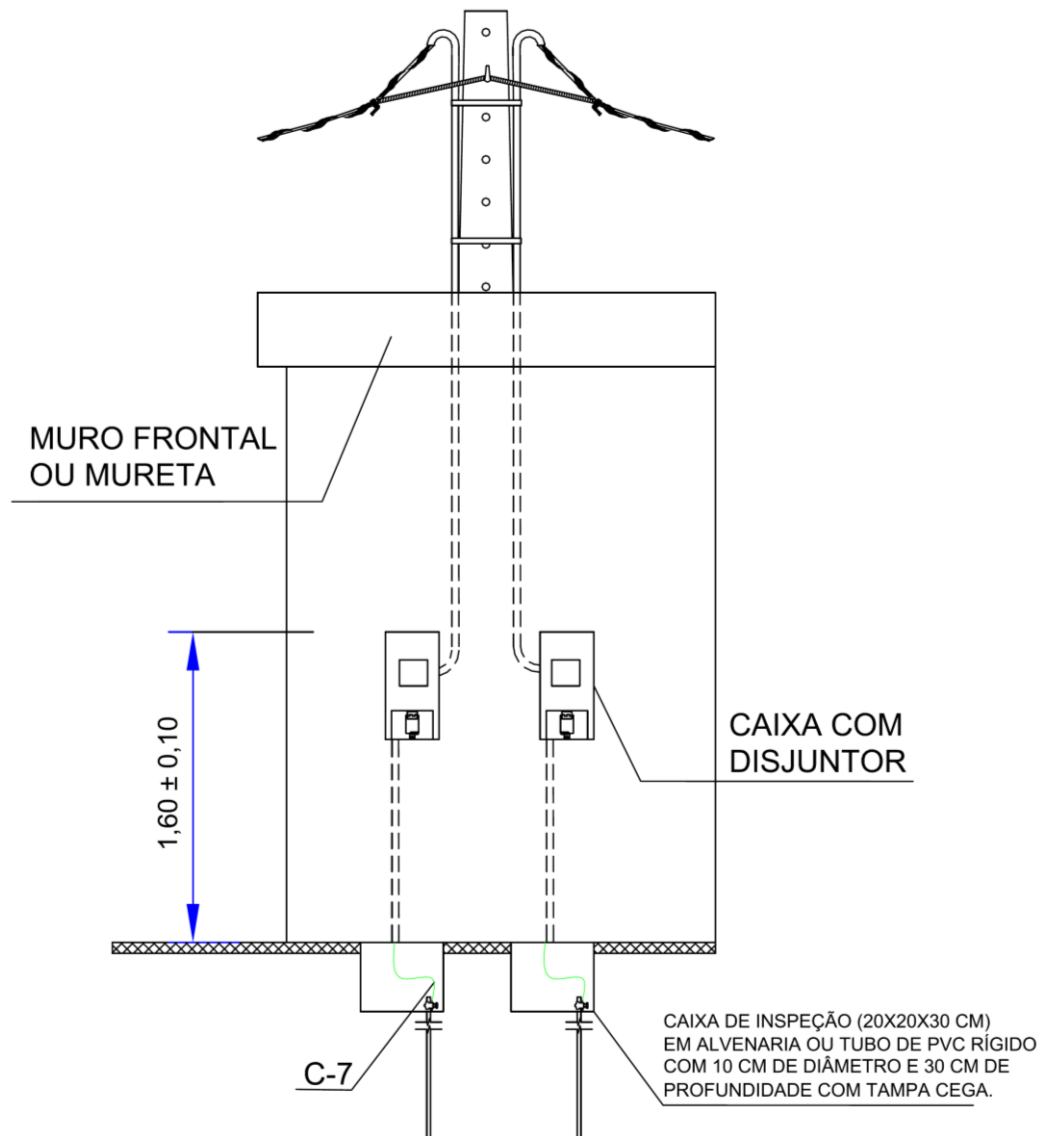 MURO FRONTAL
OU MURETA
1,60 ± 0,10
CAIXA COM
DISJUNTOR
C-7
CAIXA DE INSPEÇÃO (20X20X30 CM)
EM ALVENARIA OU TUBO DE PVC RÍGIDO
COM 10 CM DE DIÂMETRO E 30 CM DE
PROFUNDIDADE COM TAMPA CEGA.